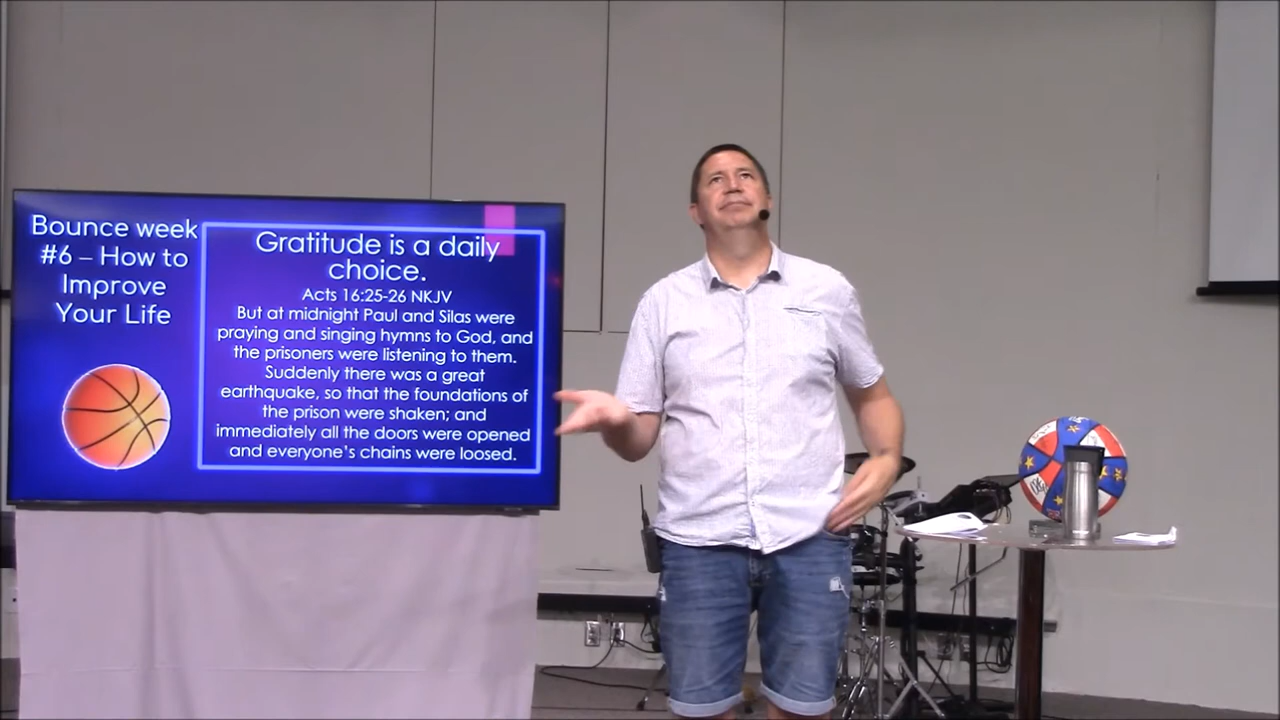 Bounce week
#6 – How to
Improve
Your Life
Gratitude is a daily
choice.
Acts 16:25-26 NKJV
But at midnight Paul and Silas were
praying and singing hymns to God, and
the prisoners were listening to them.
Suddenly there was a great
earthquake, so that the foundations of
the prison were shaken; and
immediately all the doors were opened
and everyone's chains were loosed.